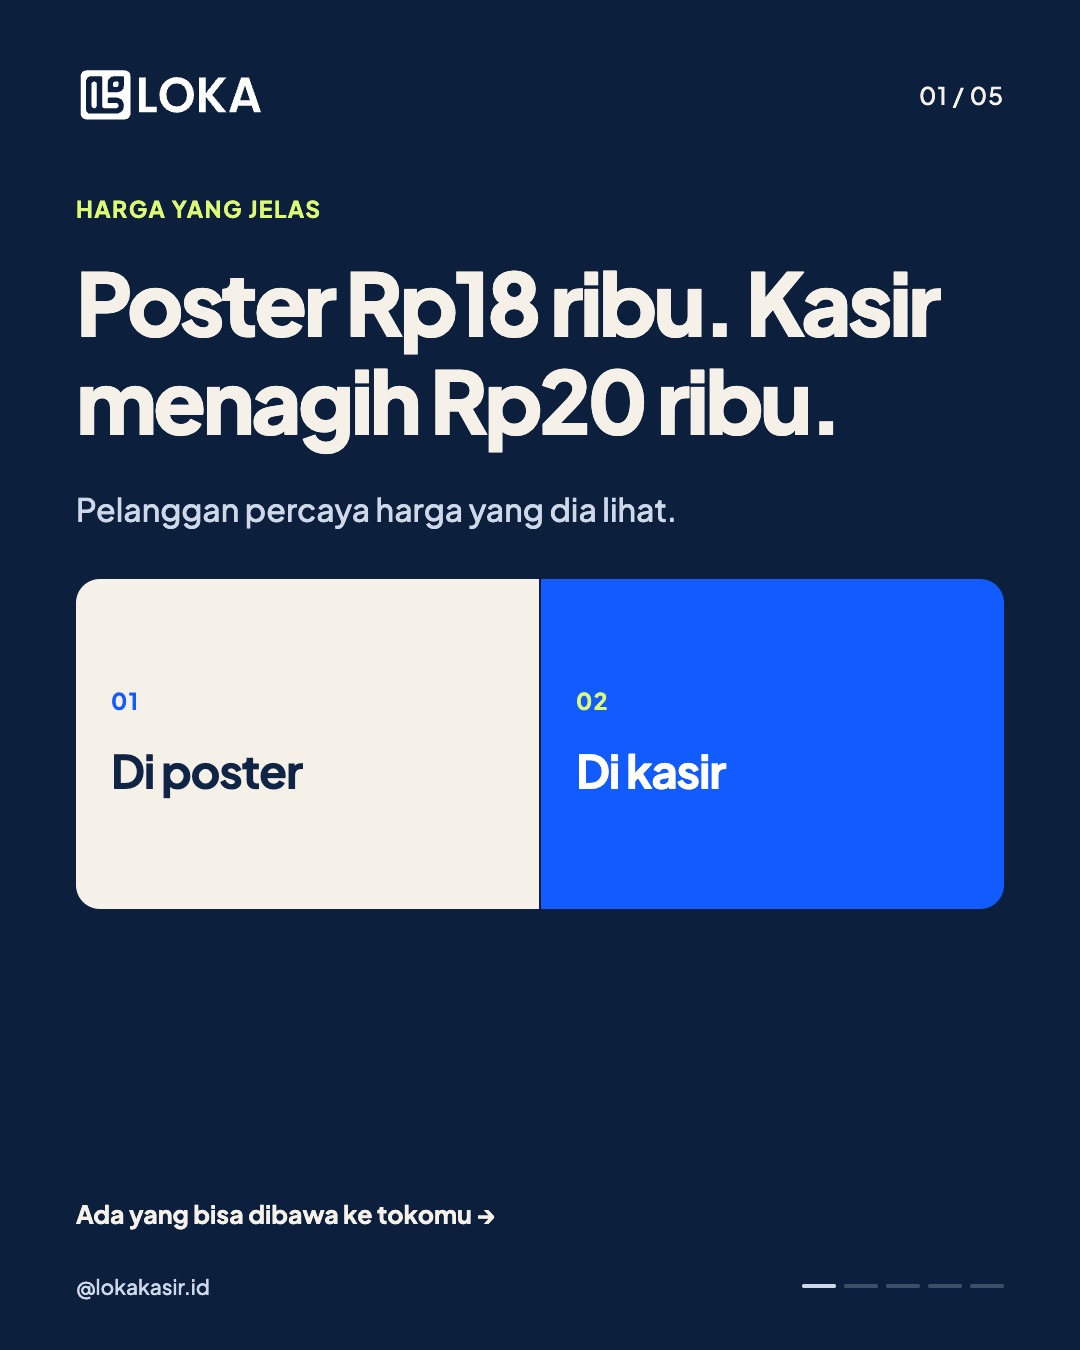 LOKA
01 / 05
HARGA YANG JELAS
Poster Rp18 ribu. Kasir
menagih Rp20 ribu.
Pelanggan percaya harga yang dia lihat.
01
Di poster
02
Di kasir
Ada yang bisa dibawa ke tokomu →
@lokakasir.id